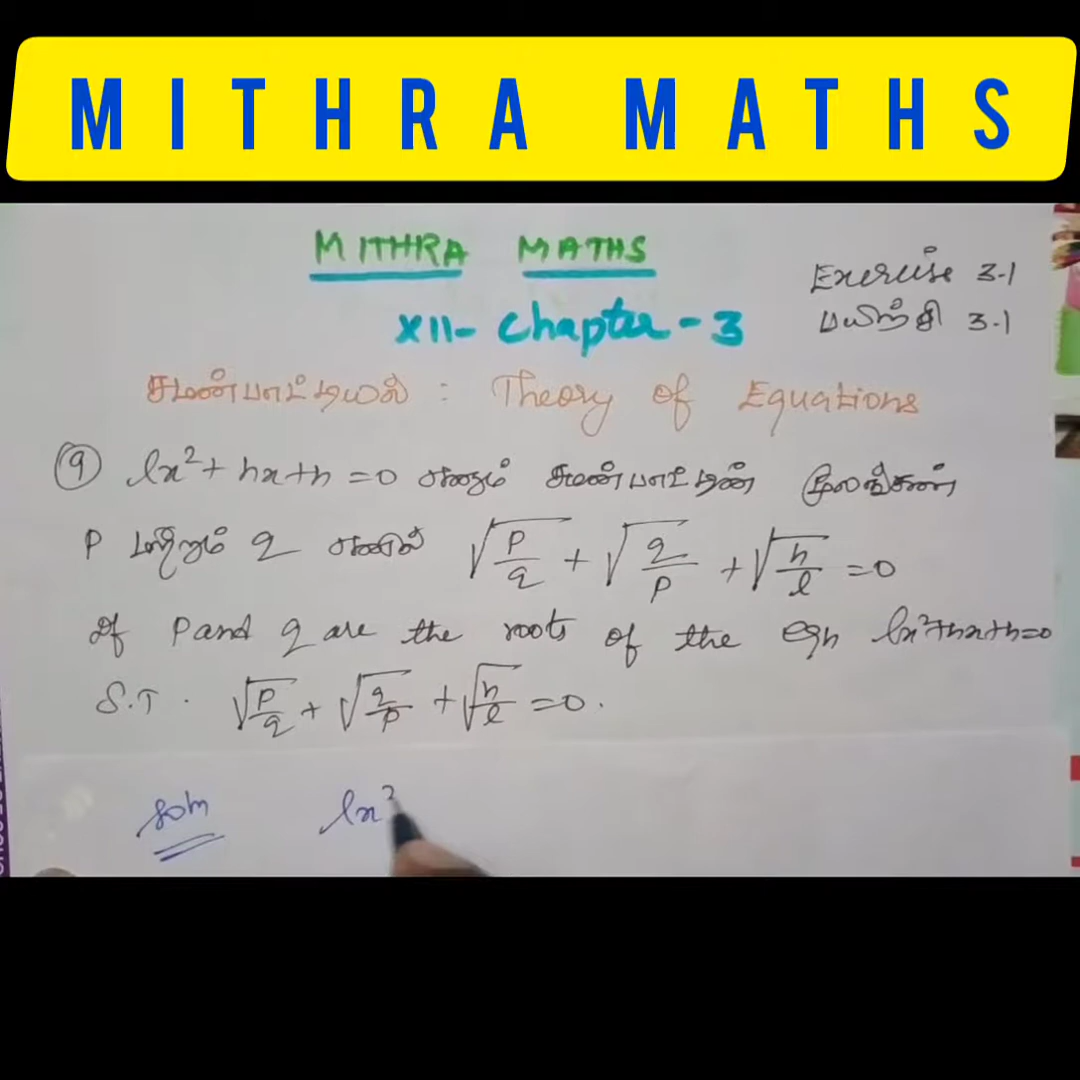 MITHRA MATHS
MITHRA MATHS
Exercise 3.1
XII- Chapter - 3
பயிற்சி 3.1
சமன்பாட்டியல் : Theory of Equations
⑨ lx²+nx+n=0 எனும் சமன்பாட்டின் மூலங்கள்
P மற்றும் q எனில் √(p/q) + √(q/p) + √(n/l) =0
If P and q are the roots of the eqn lx²+nx+n=0
S.T. √(p/q) + √(q/p) + √(n/l) =0.
soln lx²